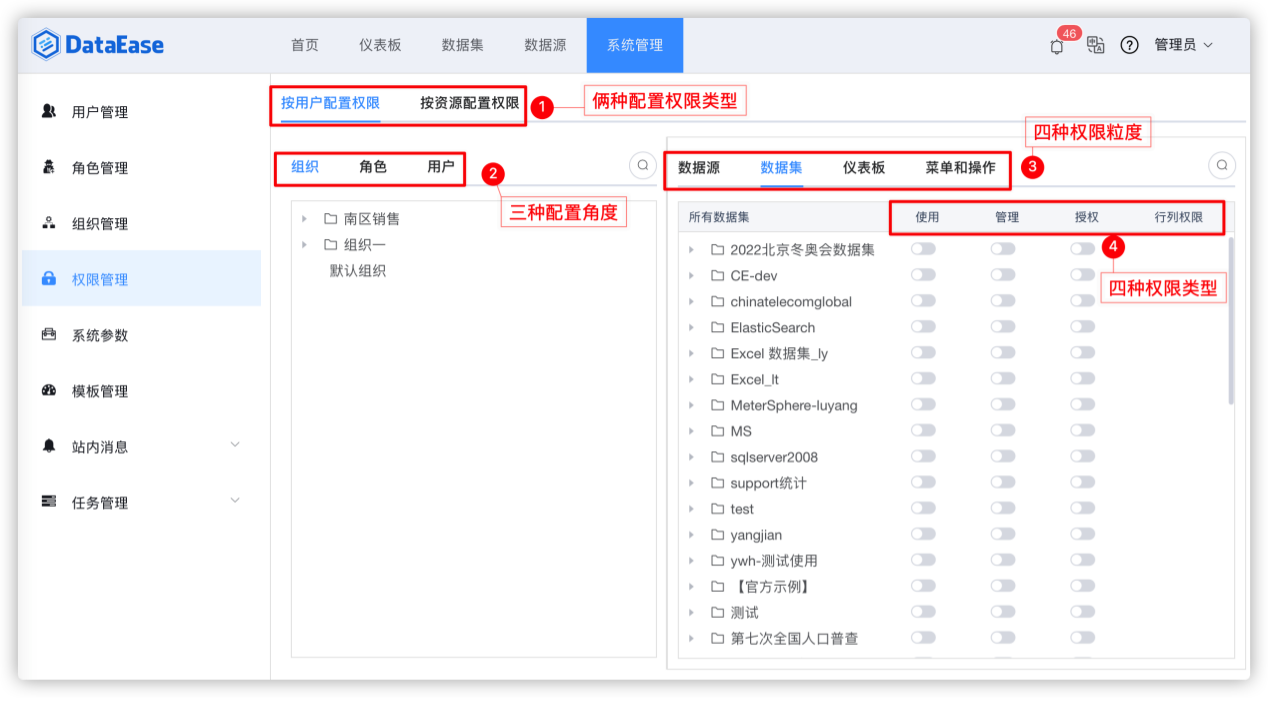 DataEase
首页 仪表板 数据集 数据源 系统管理 46 管理员
用户管理
角色管理
组织管理
权限管理
系统参数
模板管理
站内消息
任务管理
按用户配置权限 按资源配置权限 1 俩种配置权限类型
组织 角色 用户 2
三种配置角度
南区销售
组织一
默认组织
四种权限粒度
数据源 数据集 仪表板 菜单和操作 3
所有数据集 使用 管理 授权 行列权限
4
四种权限类型
2022北京冬奥会数据集
CE-dev
chinatelecomglobal
ElasticSearch
Excel 数据集_ly
Excel_lt
MeterSphere-luyang
MS
sqlserver2008
support统计
test
yangjian
ywh-测试使用
【官方示例】
测试
第七次全国人口普查